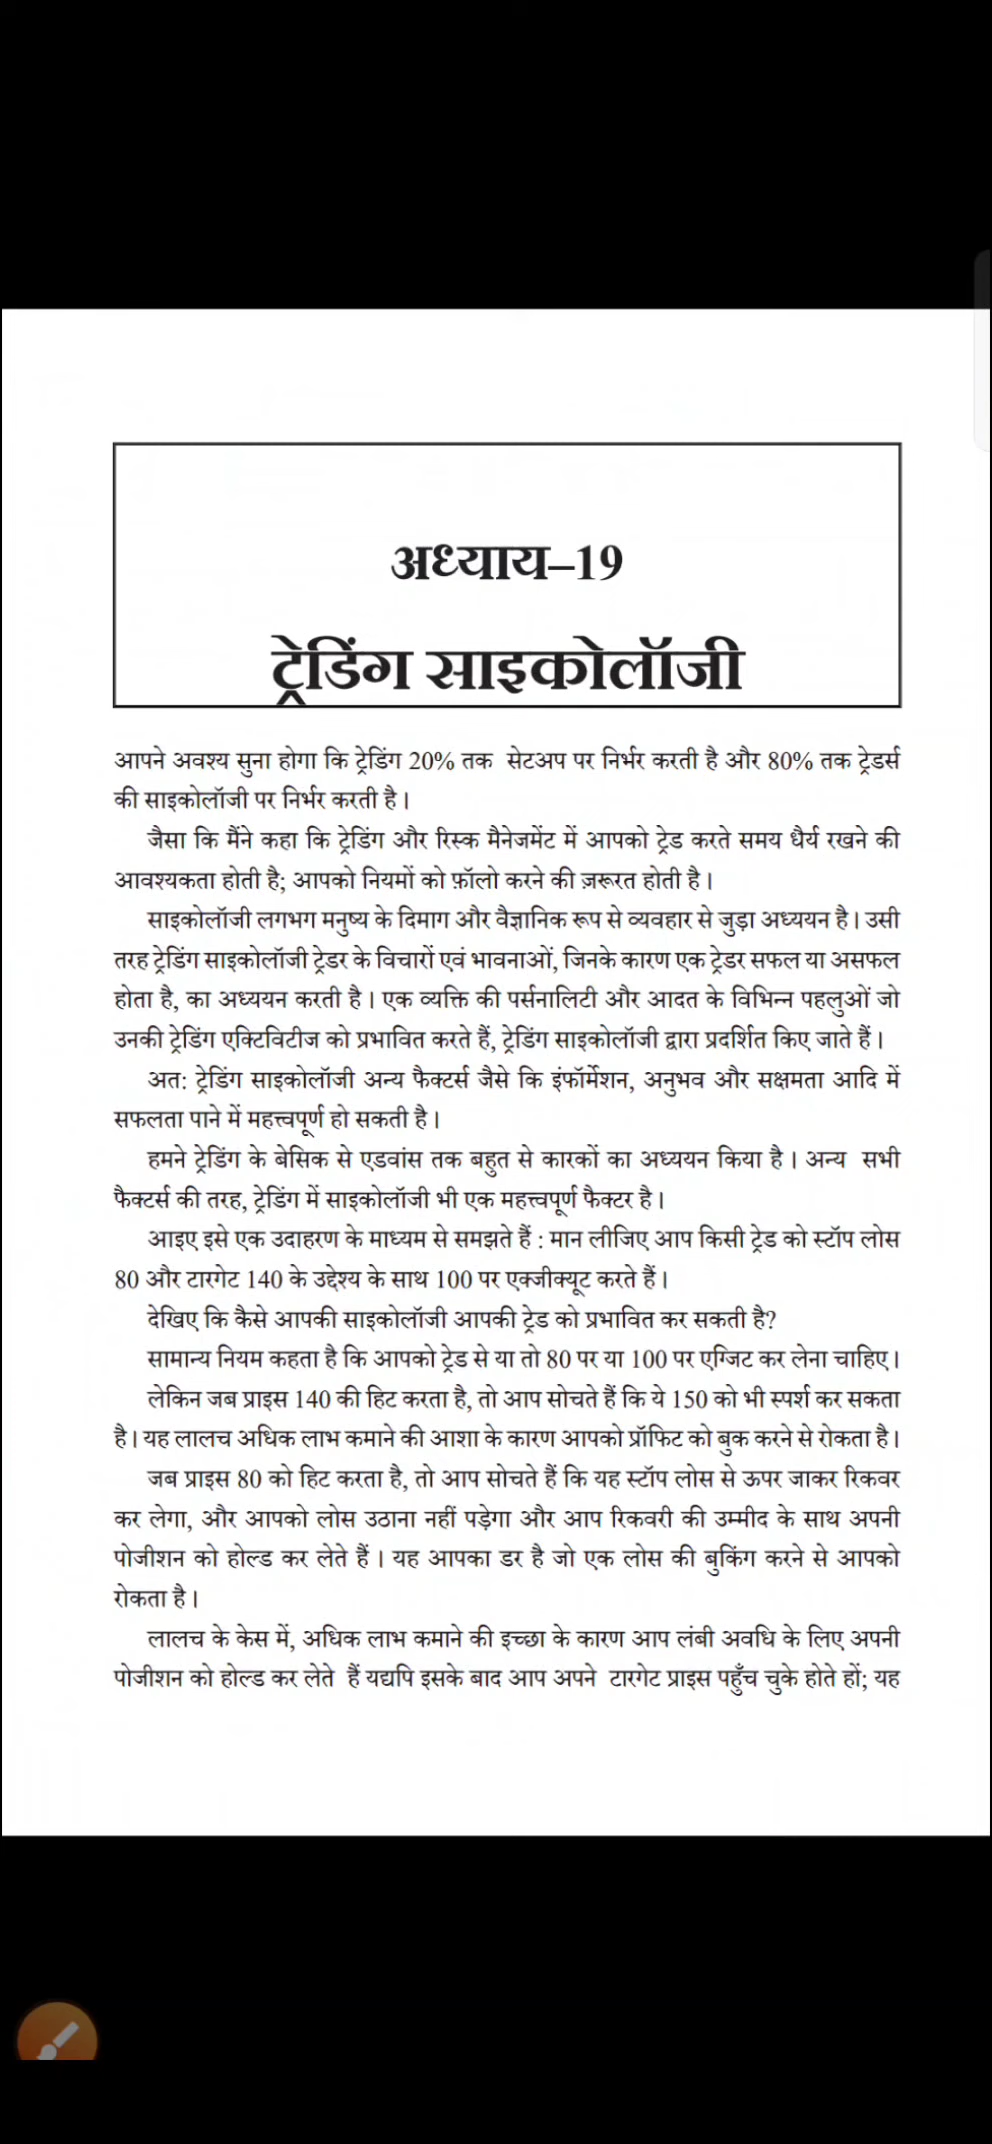 अध्याय–19
ट्रेडिंग साइकोलॉजी
आपने अवश्य सुना होगा कि ट्रेडिंग 20% तक सेटअप पर निर्भर करती है और 80% तक ट्रेडर्स
की साइकोलॉजी पर निर्भर करती है।
जैसा कि मैंने कहा कि ट्रेडिंग और रिस्क मैनेजमेंट में आपको ट्रेड करते समय धैर्य रखने की
आवश्यकता होती है; आपको नियमों को फ़ॉलो करने की ज़रूरत होती है।
साइकोलॉजी लगभग मनुष्य के दिमाग और वैज्ञानिक रूप से व्यवहार से जुड़ा अध्ययन है। उसी
तरह ट्रेडिंग साइकोलॉजी ट्रेडर के विचारों एवं भावनाओं, जिनके कारण एक ट्रेडर सफल या असफल
होता है, का अध्ययन करती है। एक व्यक्ति की पर्सनालिटी और आदत के विभिन्न पहलुओं जो
उनकी ट्रेडिंग एक्टिविटीज को प्रभावित करते हैं, ट्रेडिंग साइकोलॉजी द्वारा प्रदर्शित किए जाते हैं।
अत: ट्रेडिंग साइकोलॉजी अन्य फैक्टर्स जैसे कि इंफॉर्मेशन, अनुभव और सक्षमता आदि में
सफलता पाने में महत्त्वपूर्ण हो सकती है।
हमने ट्रेडिंग के बेसिक से एडवांस तक बहुत से कारकों का अध्ययन किया है। अन्य सभी
फैक्टर्स की तरह, ट्रेडिंग में साइकोलॉजी भी एक महत्त्वपूर्ण फैक्टर है।
आइए इसे एक उदाहरण के माध्यम से समझते हैं : मान लीजिए आप किसी ट्रेड को स्टॉप लोस
80 और टारगेट 140 के उद्देश्य के साथ 100 पर एक्जीक्यूट करते हैं।
देखिए कि कैसे आपकी साइकोलॉजी आपकी ट्रेड को प्रभावित कर सकती है?
सामान्य नियम कहता है कि आपको ट्रेड से या तो 80 पर या 100 पर एग्जिट कर लेना चाहिए।
लेकिन जब प्राइस 140 की हिट करता है, तो आप सोचते हैं कि ये 150 को भी स्पर्श कर सकता
है। यह लालच अधिक लाभ कमाने की आशा के कारण आपको प्रॉफिट को बुक करने से रोकता है।
जब प्राइस 80 को हिट करता है, तो आप सोचते हैं कि यह स्टॉप लोस से ऊपर जाकर रिकवर
कर लेगा, और आपको लोस उठाना नहीं पड़ेगा और आप रिकवरी की उम्मीद के साथ अपनी
पोजीशन को होल्ड कर लेते हैं। यह आपका डर है जो एक लोस की बुकिंग करने से आपको
रोकता है।
लालच के केस में, अधिक लाभ कमाने की इच्छा के कारण आप लंबी अवधि के लिए अपनी
पोजीशन को होल्ड कर लेते हैं यद्यपि इसके बाद आप अपने टारगेट प्राइस पहुँच चुके होते हों; यह